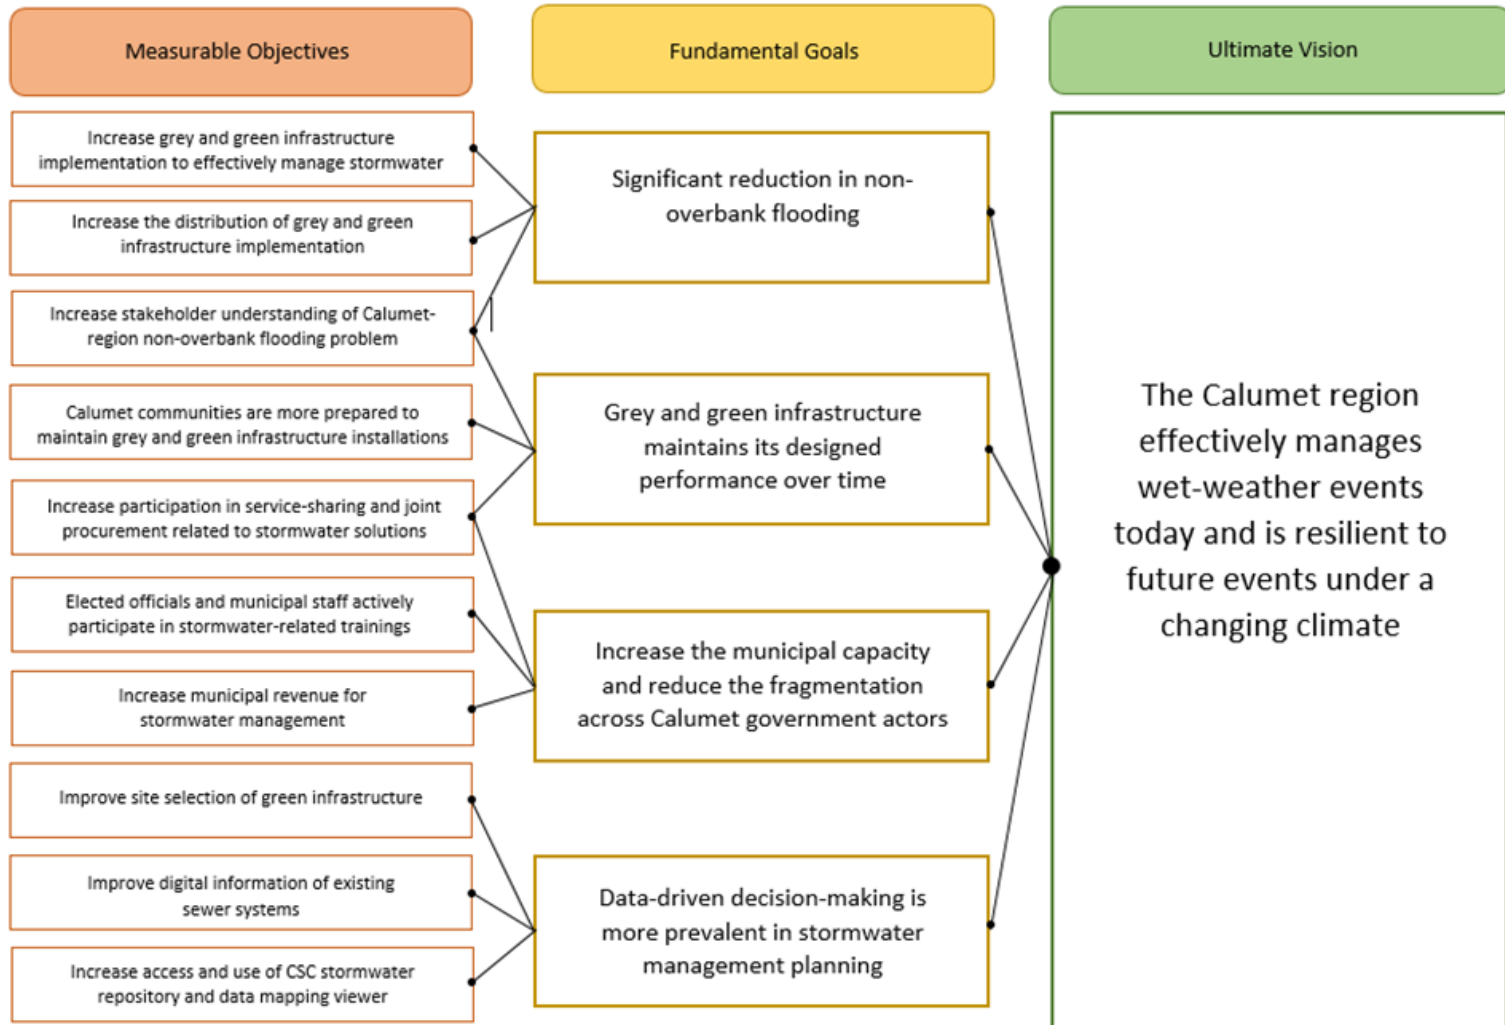 Measurable Objectives
Fundamental Goals
Ultimate Vision
Increase grey and green infrastructure
implementation to effectively manage stormwater
Increase the distribution of grey and green
infrastructure implementation
Increase stakeholder understanding of Calumet-
region non-overbank flooding problem
Calumet communities are more prepared to
maintain grey and green infrastructure installations
Increase participation in service-sharing and joint
procurement related to stormwater solutions
Elected officials and municipal staff actively
participate in stormwater-related trainings
Increase municipal revenue for
stormwater management
Improve site selection of green infrastructure
Improve digital information of existing
sewer systems
Increase access and use of CSC stormwater
repository and data mapping viewer
Significant reduction in non-
overbank flooding
Grey and green infrastructure
maintains its designed
performance over time
Increase the municipal capacity
and reduce the fragmentation
across Calumet government actors
Data-driven decision-making is
more prevalent in stormwater
management planning
The Calumet region
effectively manages
wet-weather events
today and is resilient to
future events under a
changing climate